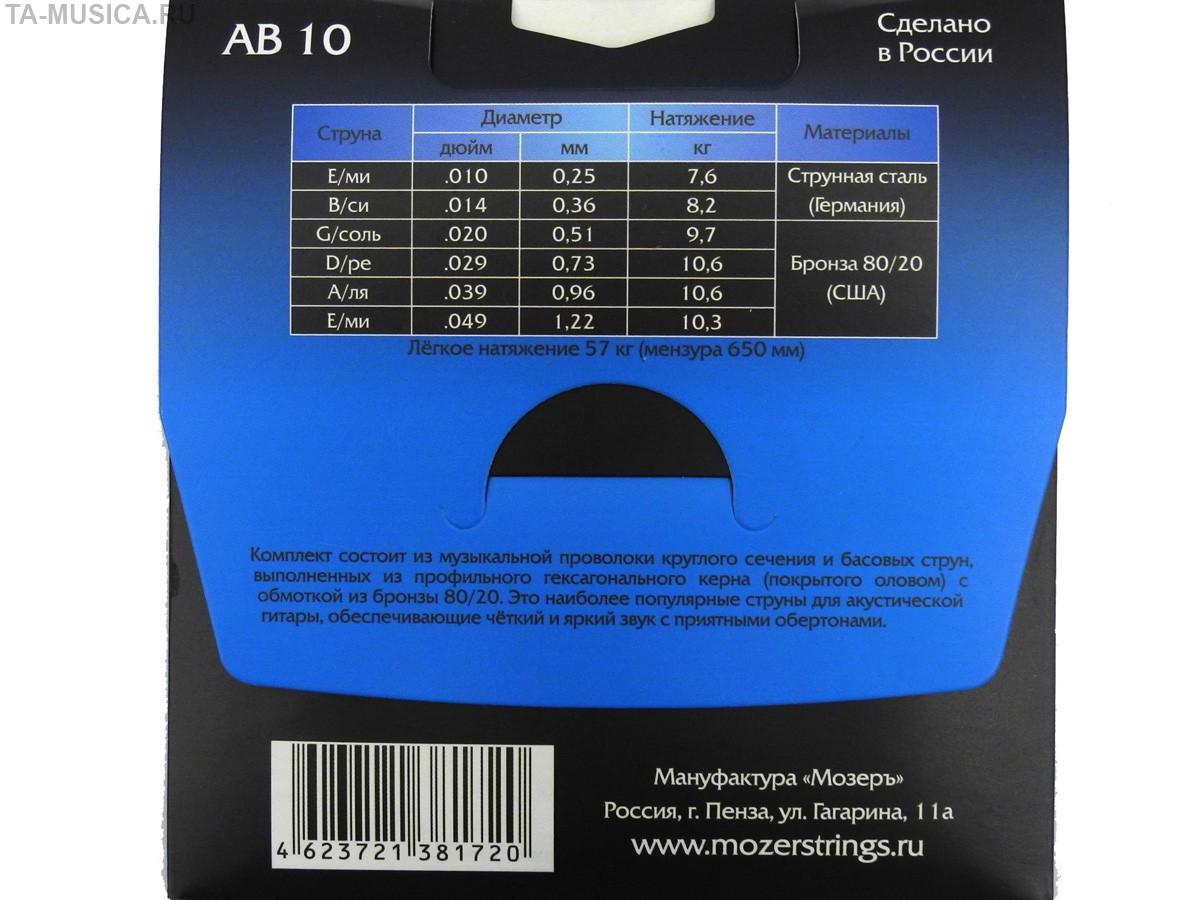 TA-MUSICA.RU
АВ 10
Сделано
в России
Струна Диаметр Натяжение Материалы
дюйм мм кг
Е/ми .010 0,25 7,6 Струнная сталь
В/си .014 0,36 8,2 (Германия)
G/соль .020 0,51 9,7
D/ре .029 0,73 10,6 Бронза 80/20
А/ля .039 0,96 10,6 (США)
Е/ми .049 1,22 10,3
Лёгкое натяжение 57 кг (мензура 650 мм)
Комплект состоит из музыкальной проволоки круглого сечения и басовых струн,
выполненных из профильного гексагонального керна (покрытого оловом) с
обмоткой из бронзы 80/20. Это наиболее популярные струны для акустической
гитары, обеспечивающие чёткий и яркий звук с приятными обертонами.
4 623721 381720
Мануфактура «Мозеръ»
Россия, г. Пенза, ул. Гагарина, 11а
www.mozerstrings.ru